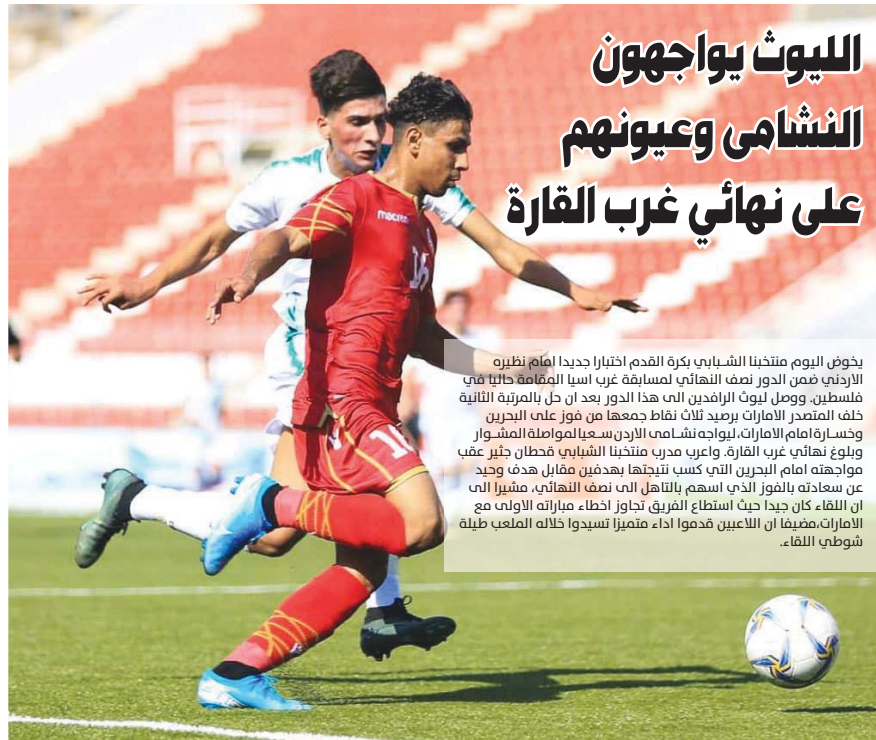 الليوث يواجهون
النشامى وعيونهم
على نهائي غرب القارة
يخوض اليوم منتخبنا الشبابي بكرة القدم اختبارا جديدا امام نظيره
الاردني ضمن الدور نصف النهائي لمسابقة غرب اسيا المقامة حاليا في
فلسطين. ووصل ليوث الرافدين الى هذا الدور بعد ان حل بالمرتبة الثانية
خلف المتصدر الامارات برصيد ثلاث نقاط جمعها من فوز على البحرين
وخسارة امام الامارات، ليواجه نشامى الاردن سعيا لمواصلة المشوار
وبلوغ نهائي غرب القارة. واعرب مدرب منتخبنا الشبابي قحطان جثير عقب
مواجهته امام البحرين التي كسب نتيجتها بهدفين مقابل هدف وحيد
عن سعادته بالفوز الذي اسهم بالتاهل الى نصف النهائي، مشيرا الى
ان اللقاء كان جيدا حيث استطاع الفريق تجاوز اخطاء مباراته الاولى مع
الامارات،مضيفا ان اللاعبين قدموا اداء متميزا تسيدوا خلاله الملعب طيلة
شوطي اللقاء.
macron
16
16